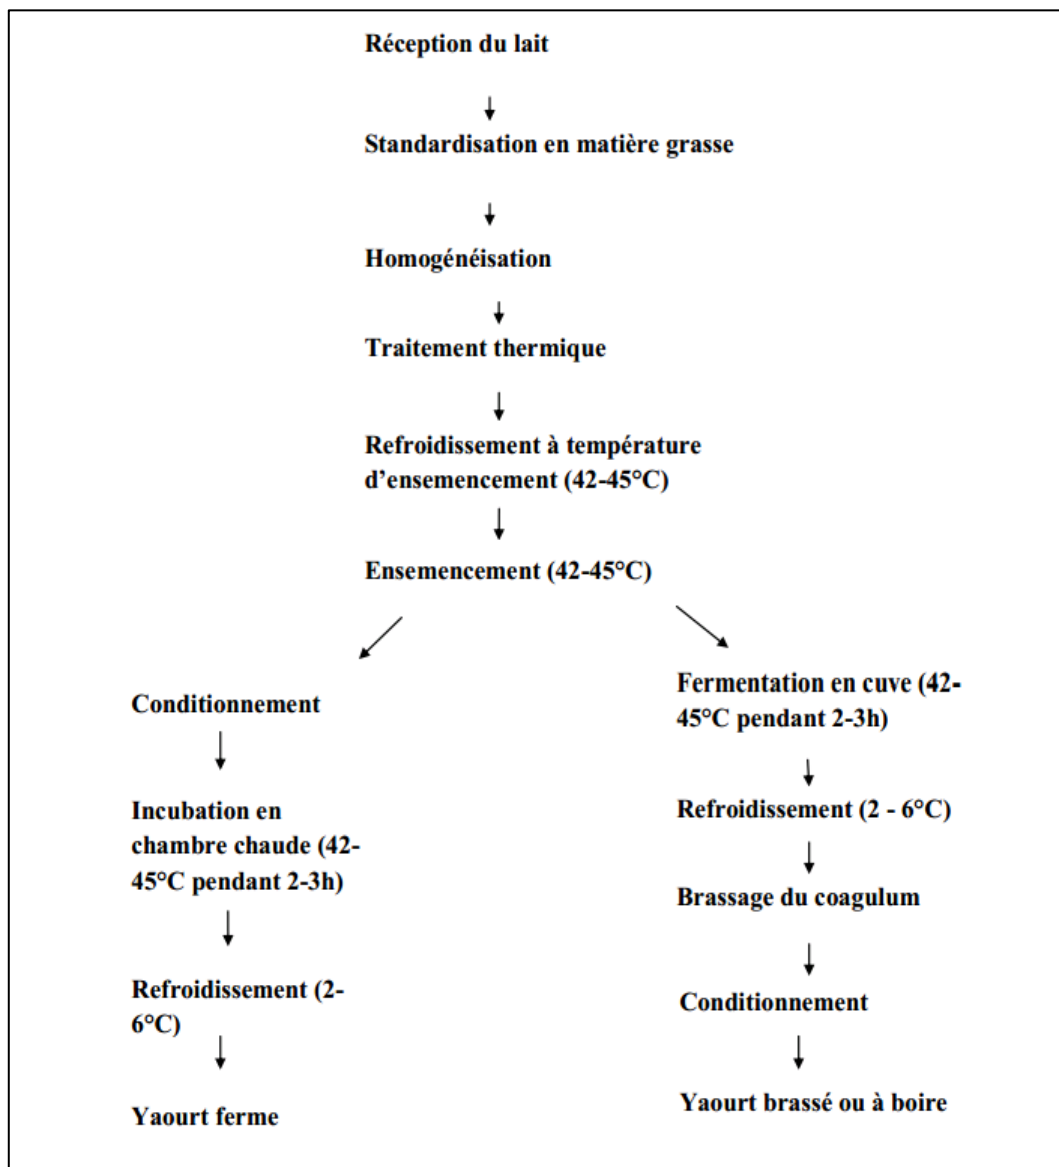 Réception du lait
Standardisation en matière grasse
Homogénéisation
Traitement thermique
Refroidissement à température
d'ensemencement (42-45°C)
Ensemencement (42-45°C)
Conditionnement
Incubation en
chambre chaude (42-
45°C pendant 2-3h)
Refroidissement (2-
6°C)
Yaourt ferme
Fermentation en cuve (42-
45°C pendant 2-3h)
Refroidissement (2 - 6°C)
Brassage du coagulum
Conditionnement
Yaourt brassé ou à boire